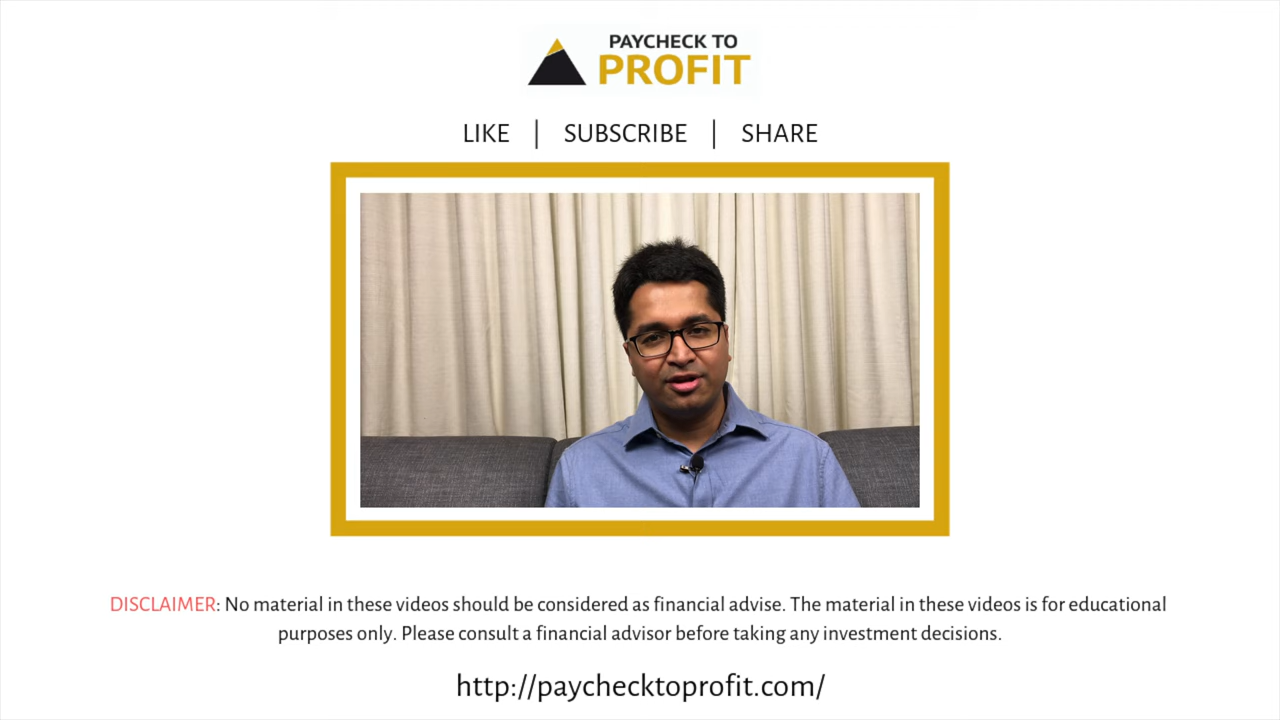 PAYCHECK TO
PROFIT
LIKE | SUBSCRIBE | SHARE
DISCLAIMER: No material in these videos should be considered as financial advise. The material in these videos is for educational
purposes only. Please consult a financial advisor before taking any investment decisions.
http://paychecktoprofit.com/